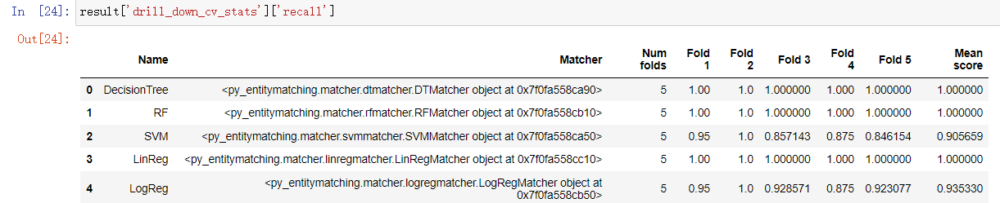 In [24]: result['drill_down_cv_stats']['recall']
Out[24]:
Name Matcher Num folds Fold 1 Fold 2 Fold 3 Fold 4 Fold 5 Mean score
0 DecisionTree <py_entitymatching.matcher.dtmatcher.DTMatcher object at 0x7f0fa558ca90> 5 1.00 1.0 1.000000 1.000 1.000000 1.000000
1 RF <py_entitymatching.matcher.rfmatcher.RFMatcher object at 0x7f0fa558cb10> 5 1.00 1.0 1.000000 1.000 1.000000 1.000000
2 SVM <py_entitymatching.matcher.svmmatcher.SVMMatcher object at 0x7f0fa558ca50> 5 0.95 1.0 0.857143 0.875 0.846154 0.905659
3 LinReg <py_entitymatching.matcher.linregmatcher.LinRegMatcher object at 0x7f0fa558cc10> 5 1.00 1.0 1.000000 1.000 1.000000 1.000000
4 LogReg <py_entitymatching.matcher.logregmatcher.LogRegMatcher object at 0x7f0fa558cb50> 5 0.95 1.0 0.928571 0.875 0.923077 0.935330